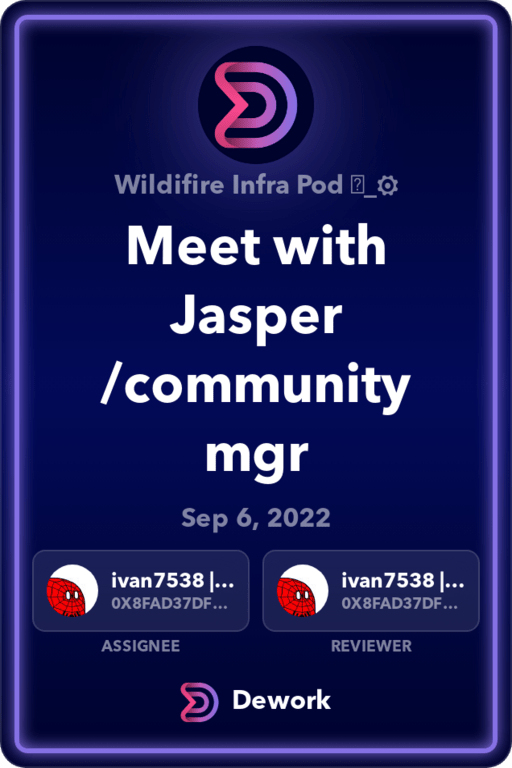 Wildifire Infra Pod ⍰_⚙
Meet with
Jasper
/community
mgr
Sep 6, 2022
ivan7538 |...
0X8FAD37DF...
ASSIGNEE
ivan7538 |...
0X8FAD37DF...
REVIEWER
Dework